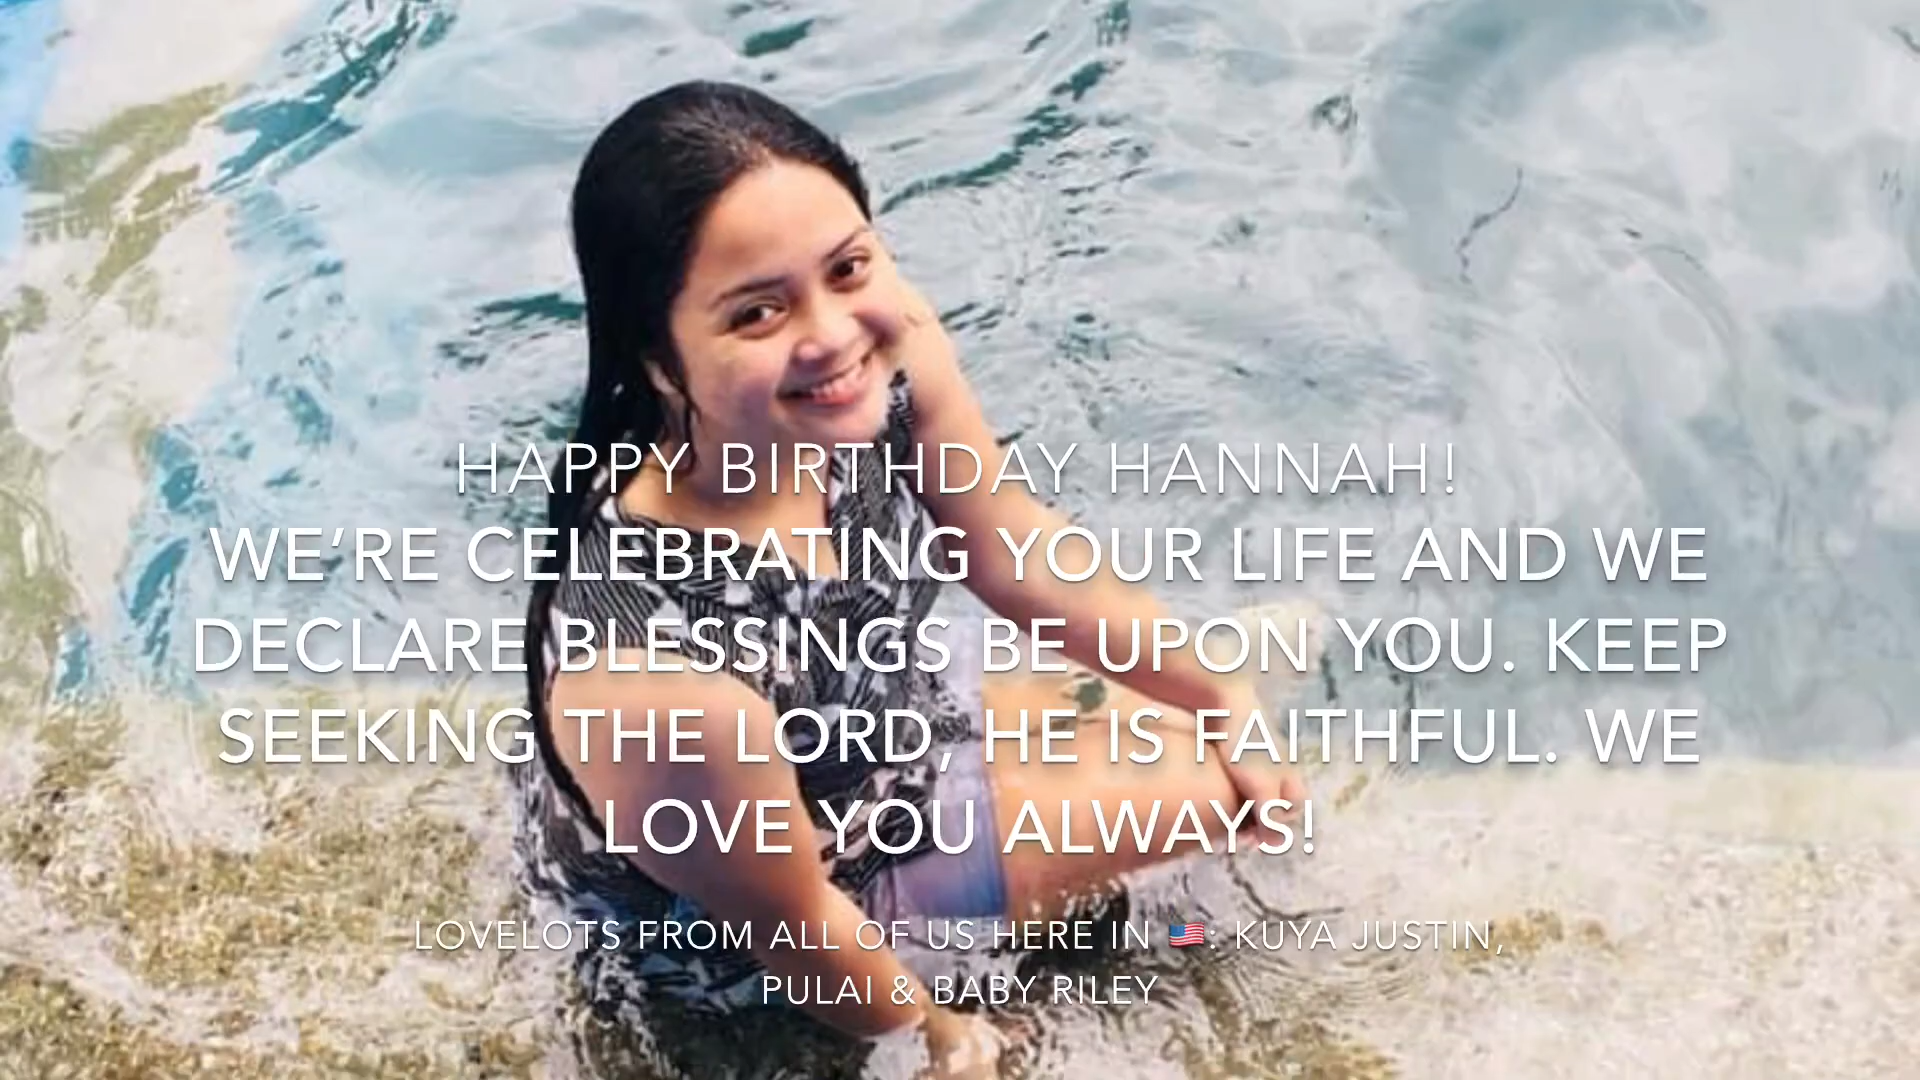 HAPPY BIRTHDAY HANNAH!
WE’RE CELEBRATING YOUR LIFE AND WE
DECLARE BLESSINGS BE UPON YOU. KEEP
SEEKING THE LORD, HE IS FAITHFUL. WE
LOVE YOU ALWAYS!
LOVELOTS FROM ALL OF US HERE IN 🇺🇸: KUYA JUSTIN,
PULAI & BABY RILEY